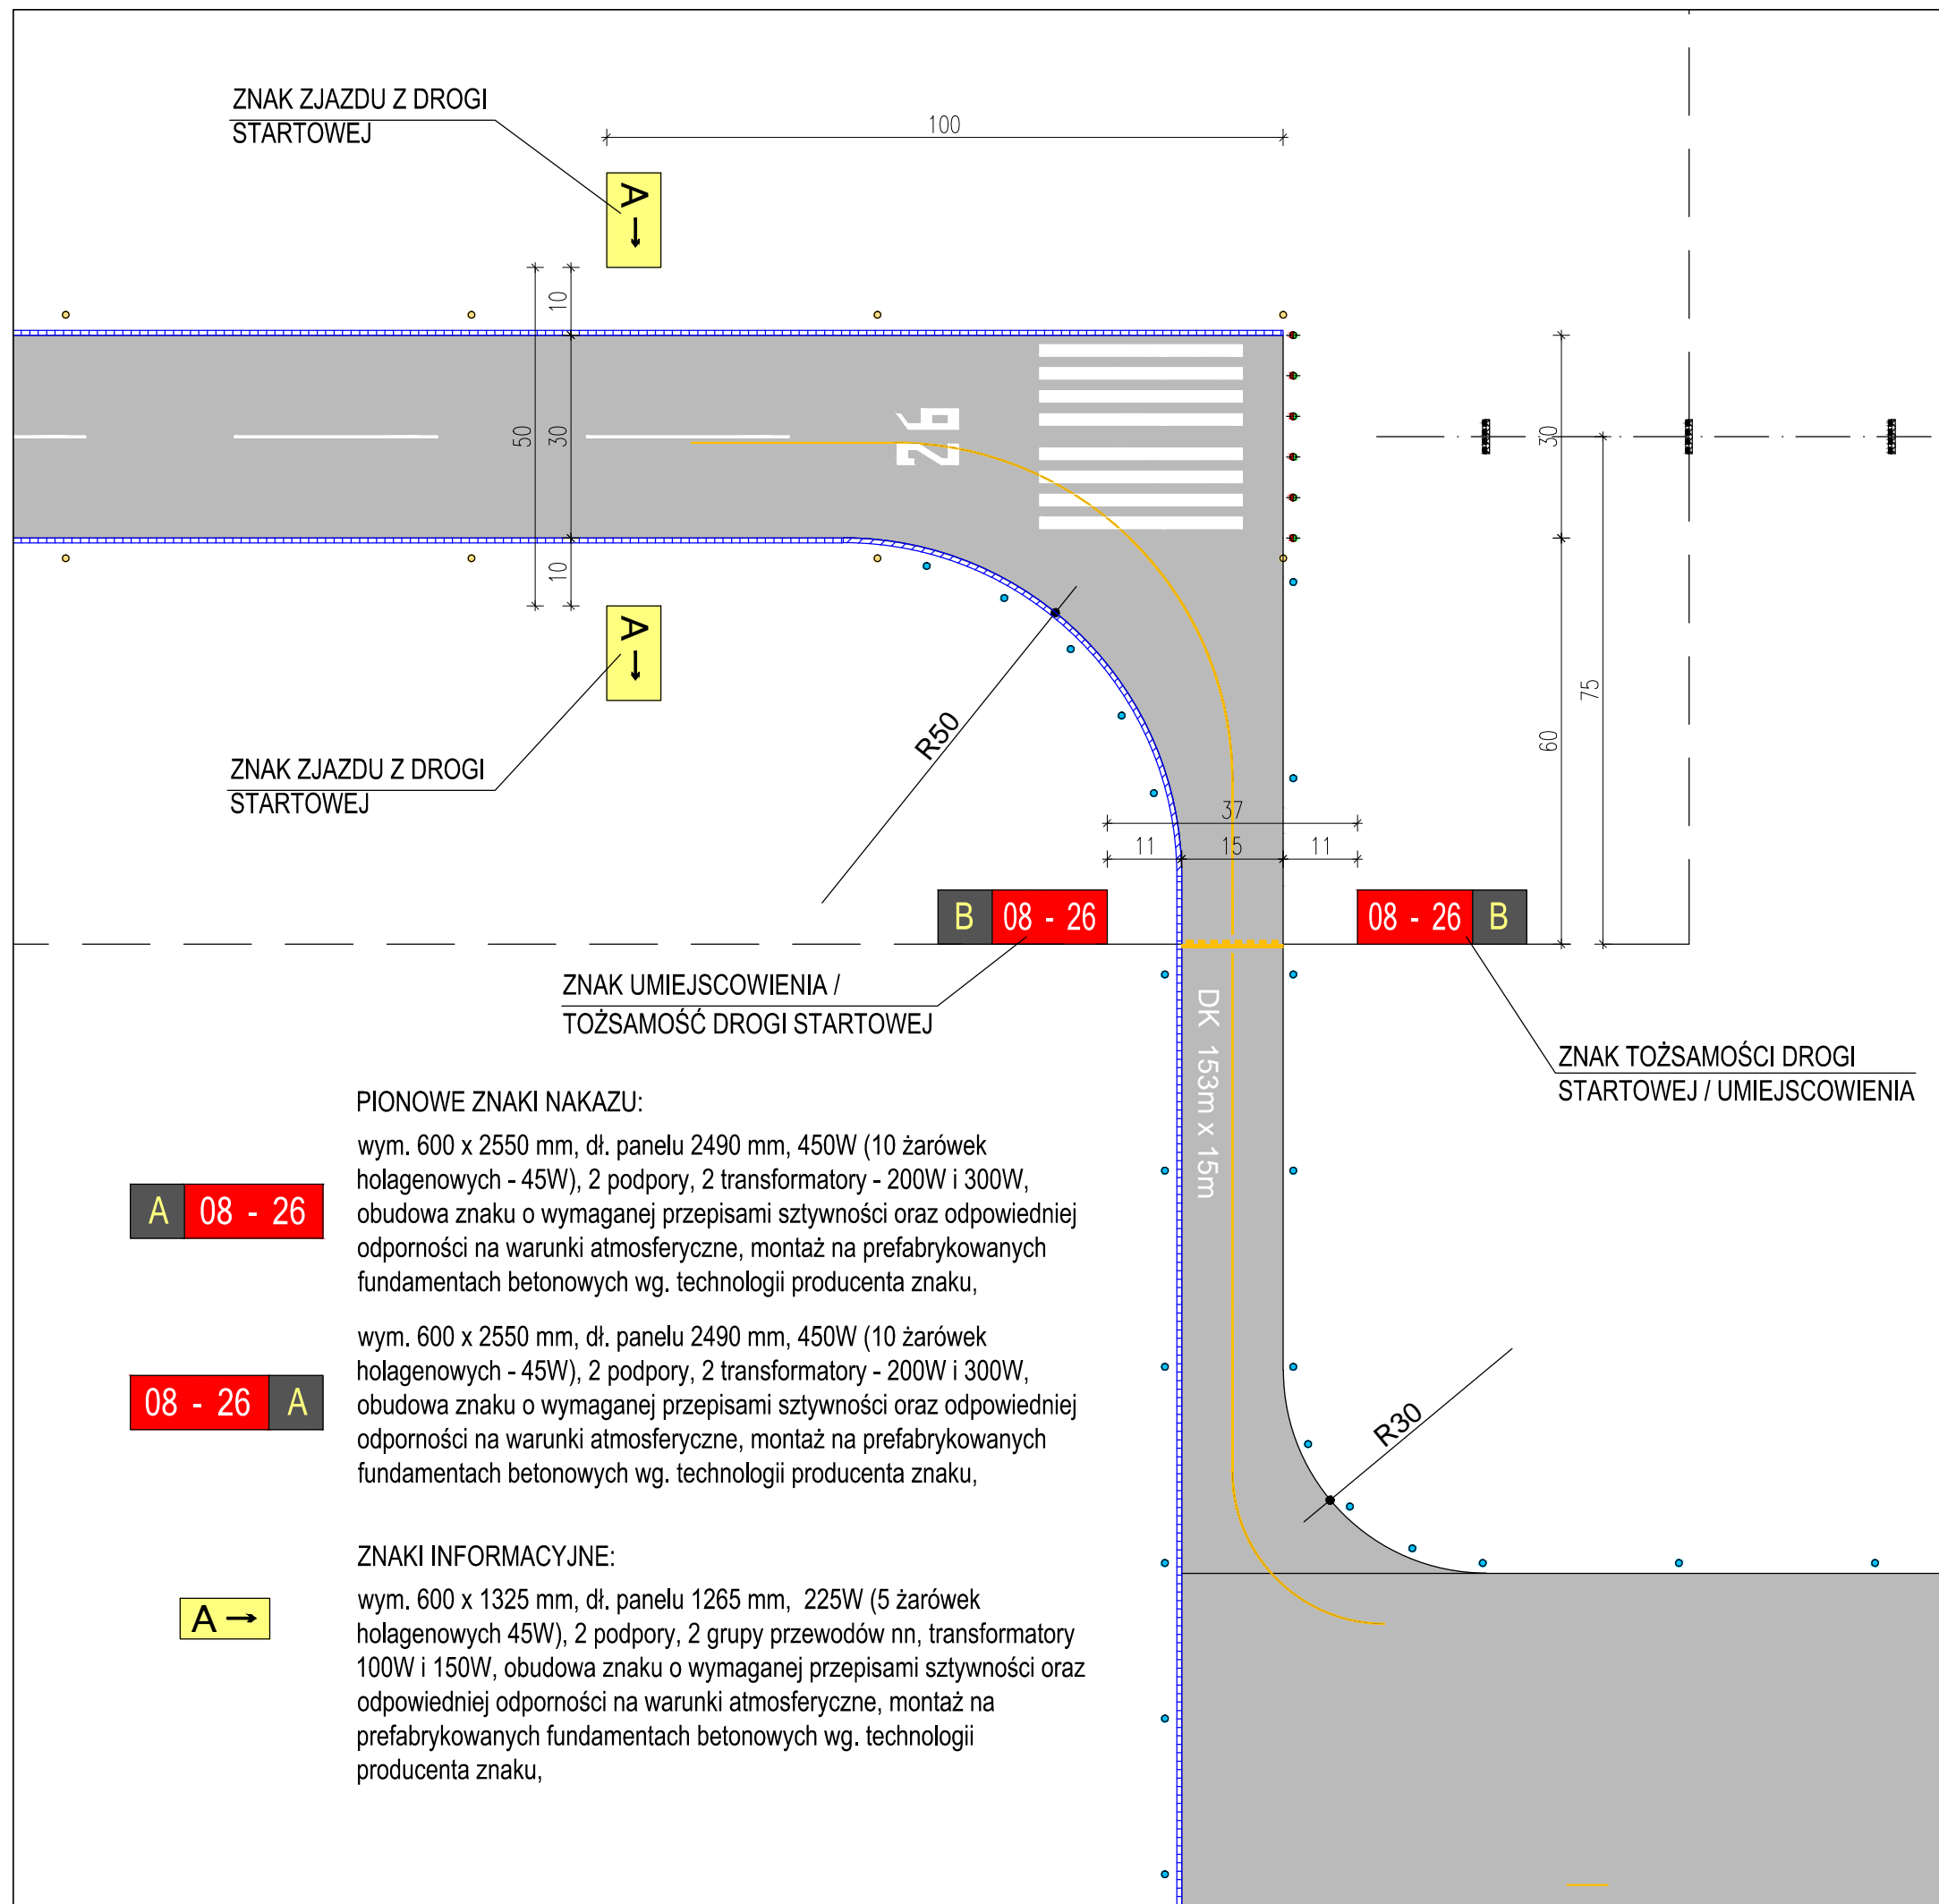 ZNAK ZJAZDU Z DROGI
STARTOWEJ
100
A →
10
50
30
10
26
30
75
60
A →
R50
ZNAK ZJAZDU Z DROGI
STARTOWEJ
37
11
15
11
B 08 - 26
08 - 26 B
ZNAK UMIEJSCOWIENIA /
TOŻSAMOŚĆ DROGI STARTOWEJ
DK 153m x 15m
ZNAK TOŻSAMOŚCI DROGI
STARTOWEJ / UMIEJSCOWIENIA
PIONOWE ZNAKI NAKAZU:
A 08 - 26
wym. 600 x 2550 mm, dł. panelu 2490 mm, 450W (10 żarówek
holagenowych - 45W), 2 podpory, 2 transformatory - 200W i 300W,
obudowa znaku o wymaganej przepisami sztywności oraz odpowiedniej
odporności na warunki atmosferyczne, montaż na prefabrykowanych
fundamentach betonowych wg. technologii producenta znaku,
08 - 26 A
wym. 600 x 2550 mm, dł. panelu 2490 mm, 450W (10 żarówek
holagenowych - 45W), 2 podpory, 2 transformatory - 200W i 300W,
obudowa znaku o wymaganej przepisami sztywności oraz odpowiedniej
odporności na warunki atmosferyczne, montaż na prefabrykowanych
fundamentach betonowych wg. technologii producenta znaku,
R30
ZNAKI INFORMACYJNE:
A →
wym. 600 x 1325 mm, dł. panelu 1265 mm, 225W (5 żarówek
holagenowych 45W), 2 podpory, 2 grupy przewodów nn, transformatory
100W i 150W, obudowa znaku o wymaganej przepisami sztywności oraz
odpowiedniej odporności na warunki atmosferyczne, montaż na
prefabrykowanych fundamentach betonowych wg. technologii
producenta znaku,